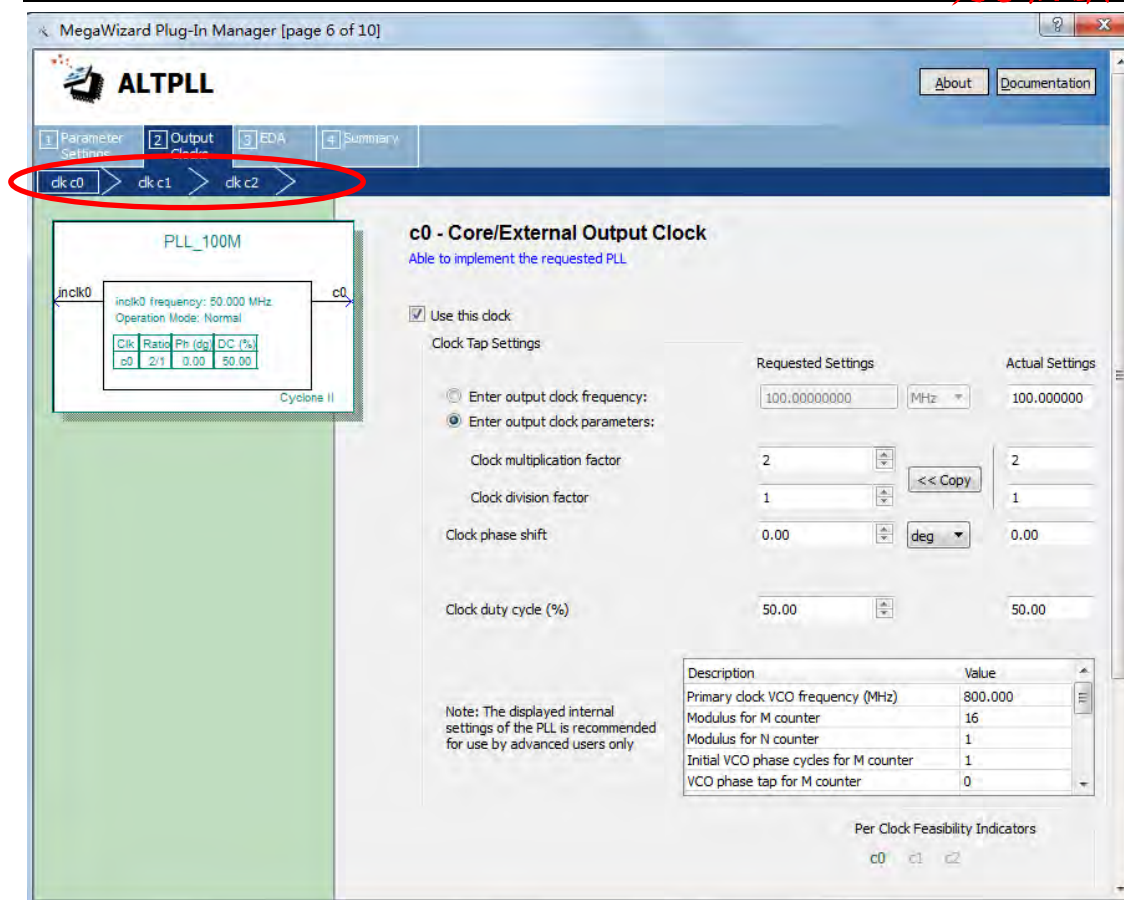 MegaWizard Plug-In Manager [page 6 of 10]
ALTPLL
About
Documentation
1 Parameter Settings
2 Output Clocks
3 EDA
4 Summary
clk c0
clk c1
clk c2
PLL_100M
inclk0
c0
inclk0 frequency: 50.000 MHz
Operation Mode: Normal
Clk Ratio Ph (dg) DC (%)
c0 2/1 0.00 50.00
Cyclone II
c0 - Core/External Output Clock
Able to implement the requested PLL
Use this clock
Clock Tap Settings
Requested Settings Actual Settings
Enter output clock frequency: 100.00000000 MHz 100.000000
Enter output clock parameters:
Clock multiplication factor 2 2
<< Copy
Clock division factor 1 1
Clock phase shift 0.00 deg 0.00
Clock duty cycle (%) 50.00 50.00
Note: The displayed internal
settings of the PLL is recommended
for use by advanced users only
Description Value
Primary clock VCO frequency (MHz) 800.000
Modulus for M counter 16
Modulus for N counter 1
Initial VCO phase cycles for M counter 1
VCO phase tap for M counter 0
Per Clock Feasibility Indicators
c0 c1 c2